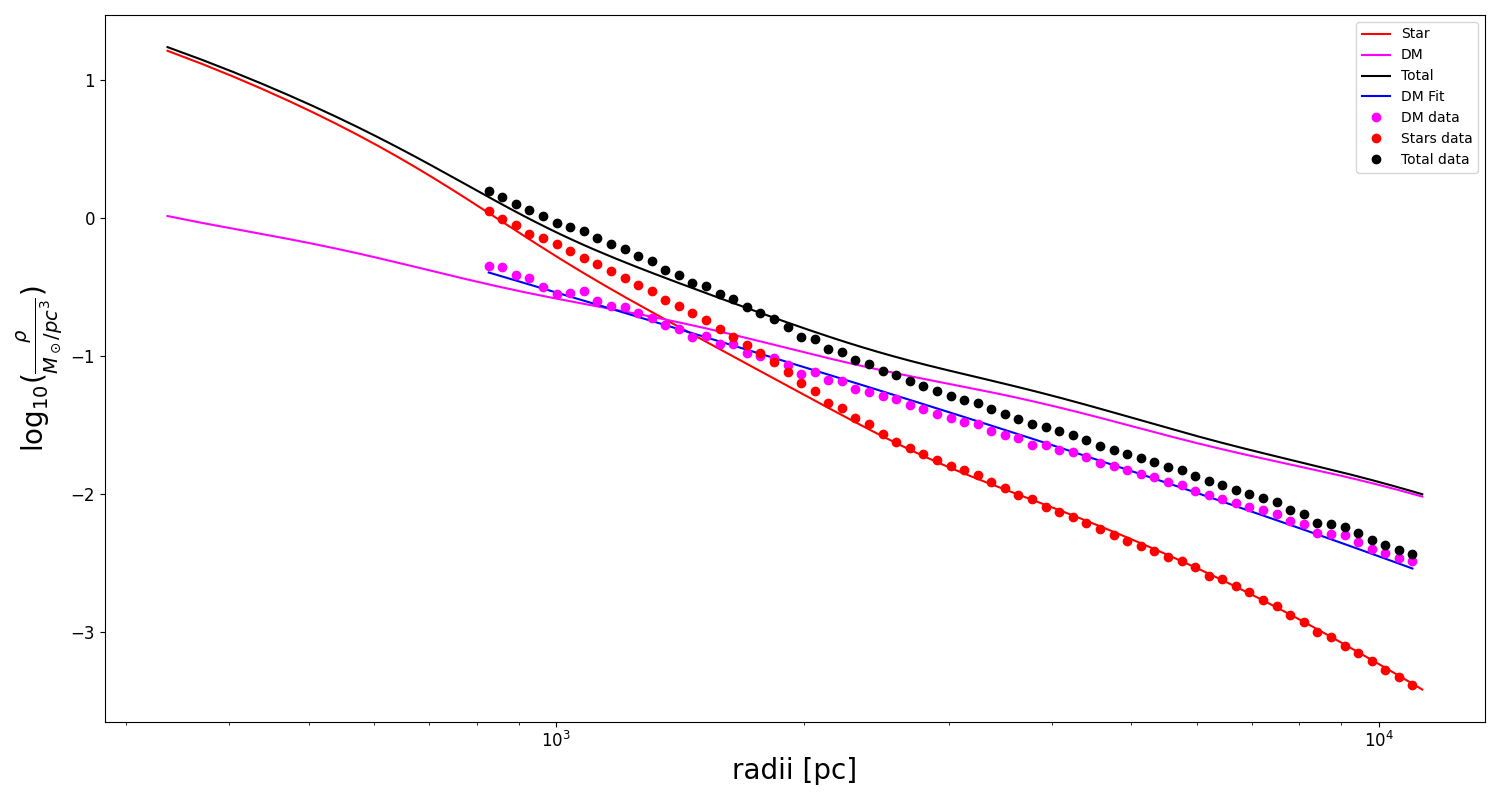 Star
DM
Total
DM Fit
DM data
Stars data
Total data
1
0
−1
−2
−3
log₁₀(ρ / M⊙/pc³)
10³
10⁴
radii [pc]